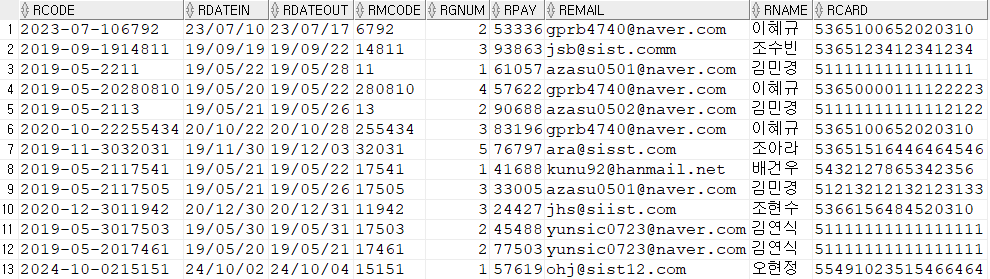 RCODE RDATEIN RDATEOUT RMCODE RGNUM RPAY REMAIL RNAME RCARD
1 2023-07-106792 23/07/10 23/07/17 6792 2 53336 gprb4740@naver.com 이혜규 5365100652020310
2 2019-09-1914811 19/09/19 19/09/22 14811 3 93863 jsb@sist.comm 조수빈 5365123412341234
3 2019-05-2211 19/05/22 19/05/28 11 1 61057 azasu0501@naver.com 김민경 5111111111111111
4 2019-05-20280810 19/05/20 19/05/22 280810 4 57622 gprb4740@naver.com 이혜규 53650000111122223
5 2019-05-2113 19/05/21 19/05/26 13 2 90688 azasu0502@naver.com 김민경 51111111111112122
6 2020-10-22255434 20/10/22 20/10/28 255434 3 83196 gprb4740@naver.com 이혜규 5365100652020310
7 2019-11-3032031 19/11/30 19/12/03 32031 5 76797 ara@sist.com 조아라 53651516446464546
8 2019-05-2117541 19/05/21 19/05/22 17541 1 41688 kunu92@hanmail.net 배건우 5432127865342356
9 2019-05-2117505 19/05/21 19/05/26 17505 3 33005 azasu0501@naver.com 김민경 51213212132123133
10 2020-12-3011942 20/12/30 20/12/31 11942 3 24427 jhs@siist.com 조현수 5366156484520310
11 2019-05-3017503 19/05/30 19/05/31 17503 2 45488 yunsic0723@naver.com 김연식 51111111111111111
12 2019-05-2017461 19/05/20 19/05/21 17461 2 77503 yunsic0723@naver.com 김연식 51111111111111111
13 2024-10-0215151 24/10/02 24/10/04 15151 1 57619 ohj@sist12.com 오현정 55491023515466464